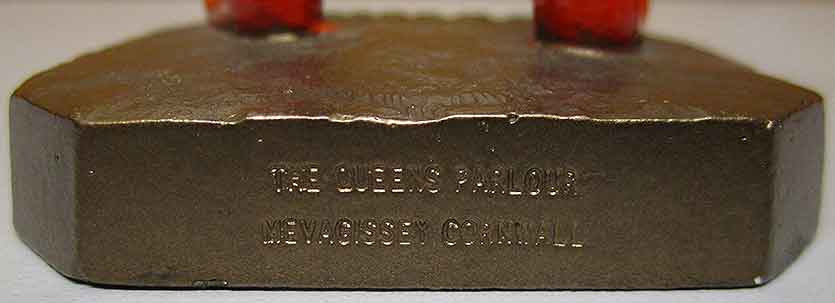 THE QUEENS PARLOUR
MEVAGISSEY CORNWALL